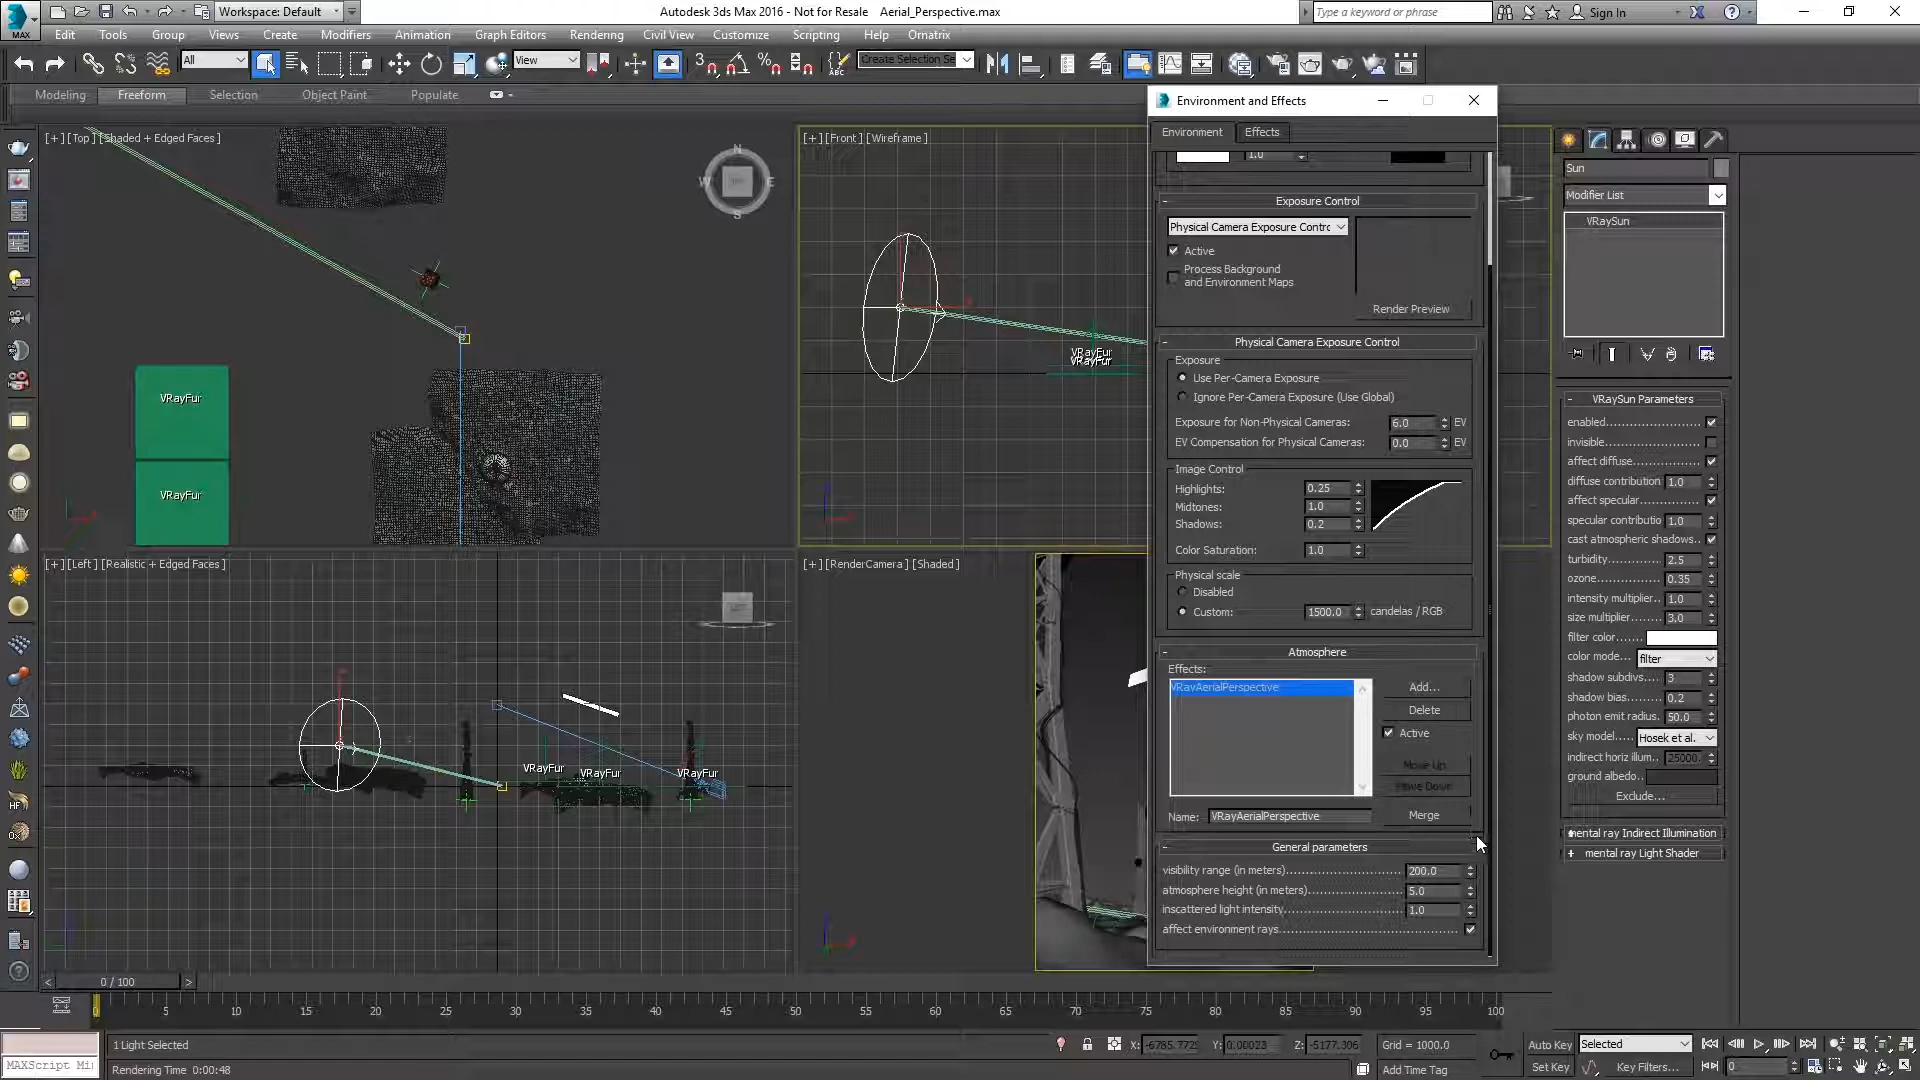 Workspace: Default
Autodesk 3ds Max 2016 - Not for Resale   Aerial_Perspective.max
Type a keyword or phrase
Sign In
MAX
Edit Tools Group Views Create Modifiers Animation Graph Editors Rendering Civil View Customize Scripting Help Ornatrix
All
View
3
ABC
Create Selection Se
Modeling Freeform Selection Object Paint Populate
[+] [Top] [Shaded + Edged Faces]
N
W
E
S
VRayFur
VRayFur
[+] [Front] [Wireframe]
VRayFur
VRayFur
[+] [Left] [Realistic + Edged Faces]
VRayFur
VRayFur
VRayFur
[+] [RenderCamera] [Shaded]
Environment and Effects
Environment Effects
1.0
Exposure Control
Physical Camera Exposure Contrc
Active
Process Background
and Environment Maps
Render Preview
Physical Camera Exposure Control
Exposure
Use Per-Camera Exposure
Ignore Per-Camera Exposure (Use Global)
Exposure for Non-Physical Cameras: 6.0 EV
EV Compensation for Physical Cameras: 0.0 EV
Image Control
Highlights: 0.25
Midtones: 1.0
Shadows: 0.2
Color Saturation: 1.0
Physical scale
Disabled
Custom: 1500.0 candelas / RGB
Atmosphere
Effects:
VRayAerialPerspective
Add...
Delete
Active
Move Up
Move Down
Name: VRayAerialPerspective
Merge
General parameters
visibility range (in meters) 200.0
atmosphere height (in meters) 5.0
inscattered light intensity 1.0
affect environment rays
Sun
Modifier List
VRaySun
VRaySun Parameters
enabled
invisible
affect diffuse
diffuse contribution 1.0
affect specular
specular contributio 1.0
cast atmospheric shadows
turbidity 2.5
ozone 0.35
intensity multiplier 1.0
size multiplier 3.0
filter color
color mode filter
shadow subdivs 3
shadow bias 0.2
photon emit radius 50.0
sky model Hosek et al.
indirect horiz illum 25000.
ground albedo
Exclude...
mental ray Indirect Illumination
+ mental ray Light Shader
HF
Ox
< 0 / 100 >
0 5 10 15 20 25 30 35 40 45 50 55 60 65 70 75 80 85 90 95 100
1 Light Selected
X: -6785.772 Y: 0.00023 Z: -5177.306
Grid = 1000.0
Auto Key Selected
MAXScript Mi
Rendering Time 0:00:48
Add Time Tag
Set Key Key Filters...
0